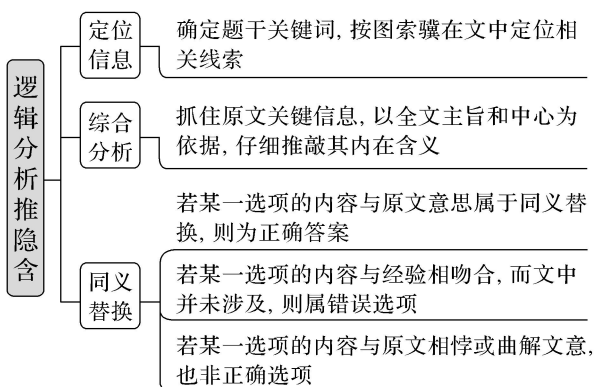 逻辑分析推隐含
定位
信息
确定题干关键词, 按图索骥在文中定位相
关线索
综合
分析
抓住原文关键信息, 以全文主旨和中心为
依据, 仔细推敲其内在含义
同义
替换
若某一选项的内容与原文意思属于同义替
换, 则为正确答案
若某一选项的内容与经验相吻合, 而文中
并未涉及, 则属错误选项
若某一选项的内容与原文相悖或曲解文意,
也非正确选项